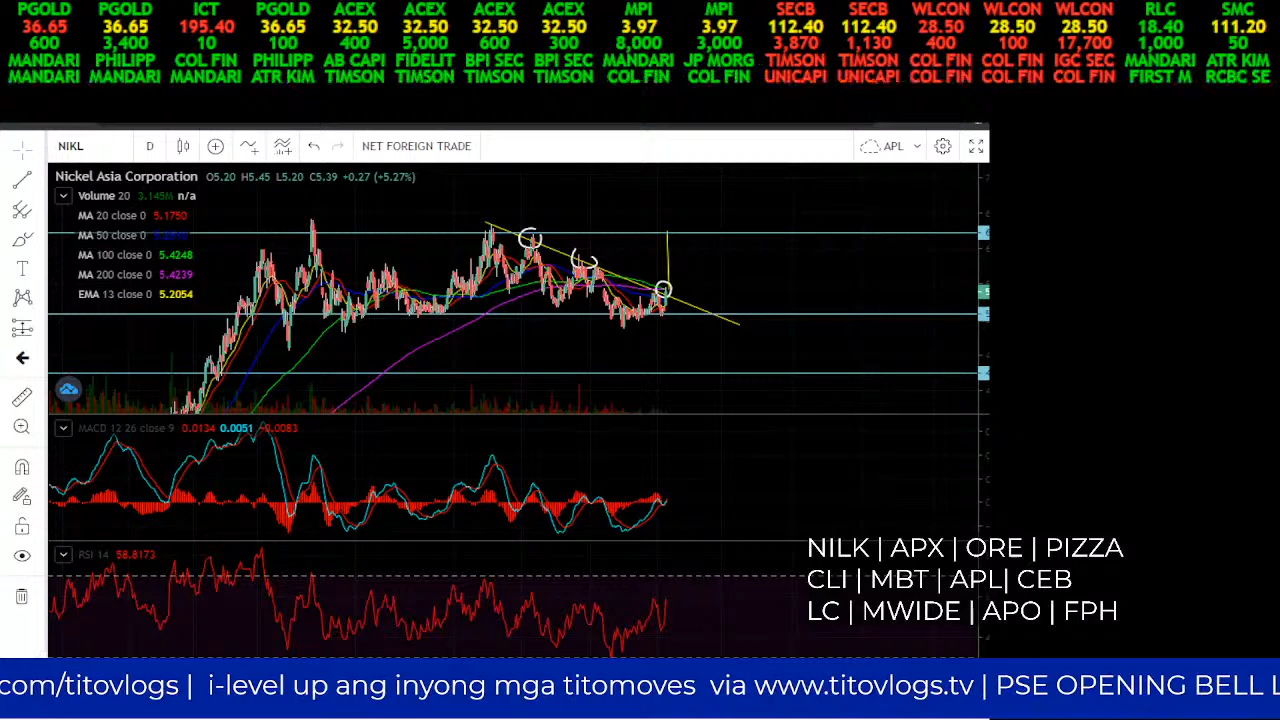 PGOLD PGOLD ICT PGOLD ACEX ACEX ACEX ACEX MPI MPI SECB SECB WLCON WLCON WLCON RLC SMC
36.65 36.65 195.40 36.65 32.50 32.50 32.50 32.50 3.97 3.97 112.40 112.40 28.50 28.50 28.50 18.40 111.20
600 3,400 10 100 400 5,000 600 300 8,000 3,000 3,870 1,130 400 100 17,700 1,000 50
MANDARI PHILIPP COL FIN MANDARI AB CAPI FIDELIT BPI SEC BPI SEC MANDARI JP MORG TIMSON TIMSON COL FIN COL FIN IGC SEC MANDARI ATR KIM
MANDARI MANDARI MANDARI ATR KIM TIMSON TIMSON TIMSON TIMSON COL FIN COL FIN UNICAPI UNICAPI COL FIN COL FIN COL FIN FIRST M RCBC SE
NIKL D NET FOREIGN TRADE APL
Nickel Asia Corporation O5.20 H5.45 L5.20 C5.39 +0.27 (+5.27%)
Volume 20 3.145M n/a
MA 20 close 0 5.1750
MA 50 close 0
MA 100 close 0 5.4248
MA 200 close 0 5.4239
EMA 13 close 0 5.2054
MACD 12 26 close 9 0.0134 0.0051 -0.0083
RSI 14 58.8173
NILK | APX | ORE | PIZZA
CLI | MBT | APL| CEB
LC | MWIDE | APO | FPH
com/titovlogs | i-level up ang inyong mga titomoves via www.titovlogs.tv | PSE OPENING BELL L